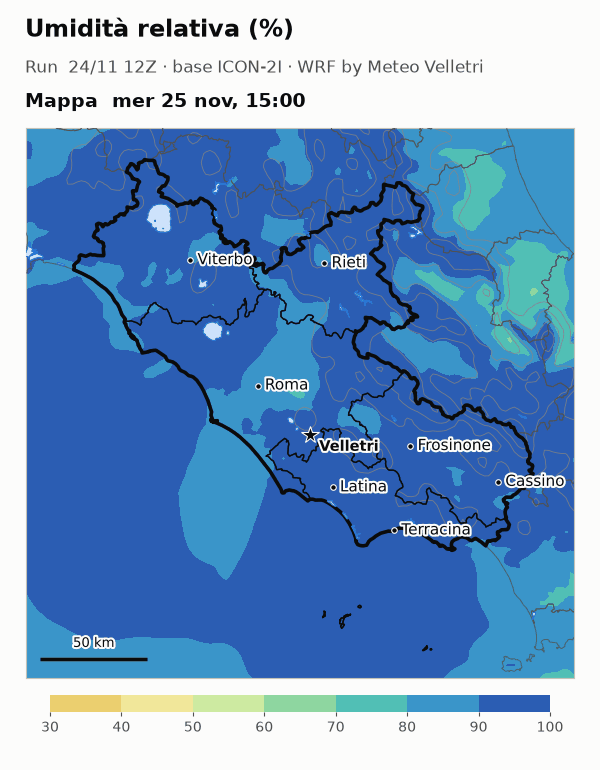 Umidità relativa (%)
Run  24/11 12Z · base ICON-2I · WRF by Meteo Velletri
Mappa  mer 25 nov, 15:00
Viterbo
Rieti
Roma
Velletri
Frosinone
Cassino
Latina
Terracina
50 km
30 40 50 60 70 80 90 100